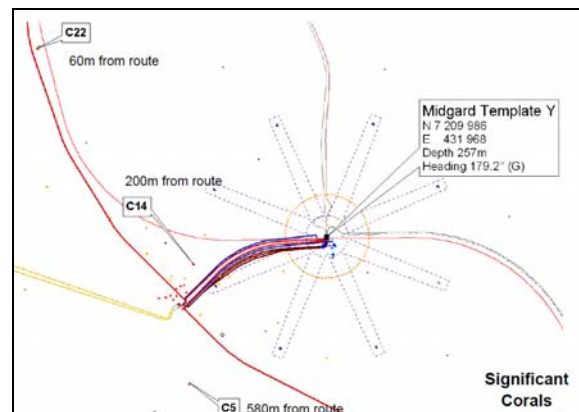 C22
60m from route
Midgard Template Y
N 7 209 986
E 431 968
Depth 257m
Heading 179.2° (G)
200m from route
C14
Significant
Corals
C5
580m from route